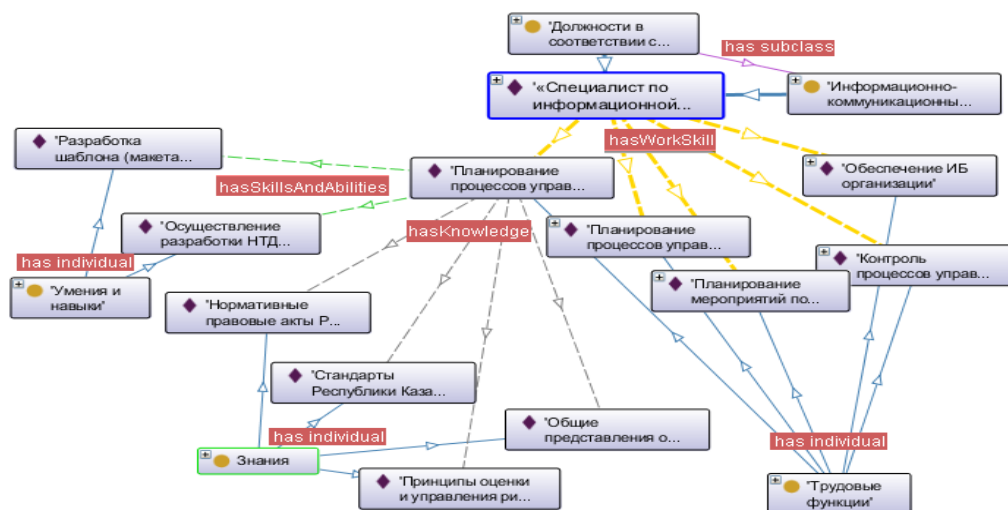 'Должности в
соответствии с...
has subclass
'«Специалист по
информационной...
'Информационно-
коммуникационны...
'Разработка
шаблона (макета...
hasWorkSkill
'Планирование
процессов управ...
'Обеспечение ИБ
организации'
hasSkillsAndAbilities
'Осуществление
разработки НТД...
hasKnowledge
'Планирование
процессов управ...
has individual
'Контроль
процессов управ...
'Умения и
навыки'
'Планирование
мероприятий по...
'Нормативные
правовые акты Р...
'Стандарты
Республики Каза...
'Общие
представления о...
has individual
has individual
Знания
'Принципы оценки
и управления ри...
'Трудовые
функции'